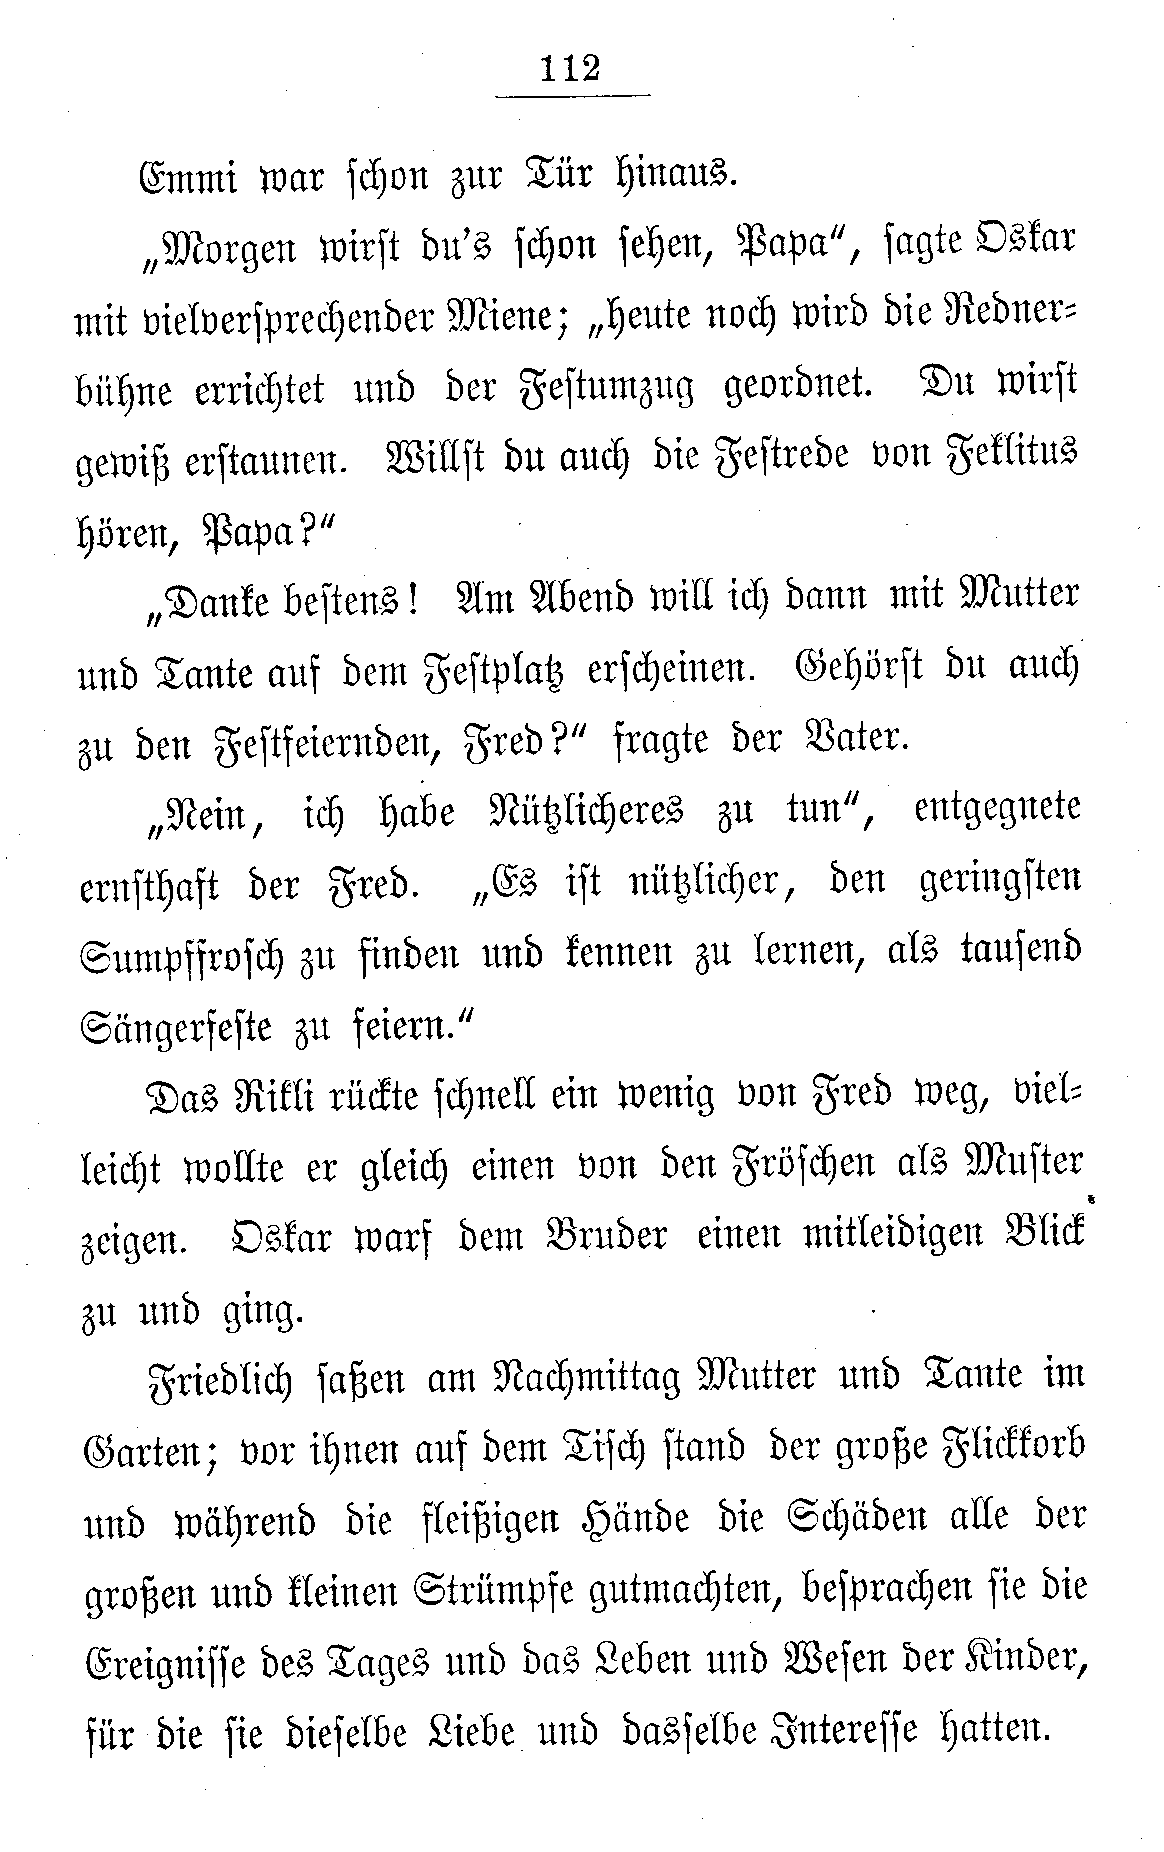 112
Emmi war schon zur Tür hinaus.
„Morgen wirst du's schon sehen, Papa“, sagte Oskar
mit vielversprechender Miene; „heute noch wird die Redner-
bühne errichtet und der Festumzug geordnet. Du wirst
gewiß erstaunen. Willst du auch die Festrede von Feklitus
hören, Papa?“
„Danke bestens! Am Abend will ich dann mit Mutter
und Tante auf dem Festplatz erscheinen. Gehörst du auch
zu den Festfeiernden, Fred?“ fragte der Vater.
„Nein, ich habe Nützlicheres zu tun“, entgegnete
ernsthaft der Fred. „Es ist nützlicher, den geringsten
Sumpffrosch zu finden und kennen zu lernen, als tausend
Sängerfeste zu feiern.“
Das Rikli rückte schnell ein wenig von Fred weg, viel-
leicht wollte er gleich einen von den Fröschen als Muster
zeigen. Oskar warf dem Bruder einen mitleidigen Blick
zu und ging.
Friedlich saßen am Nachmittag Mutter und Tante im
Garten; vor ihnen auf dem Tisch stand der große Flickkorb
und während die fleißigen Hände die Schäden alle der
großen und kleinen Strümpfe gutmachten, besprachen sie die
Ereignisse des Tages und das Leben und Wesen der Kinder,
für die sie dieselbe Liebe und dasselbe Interesse hatten.